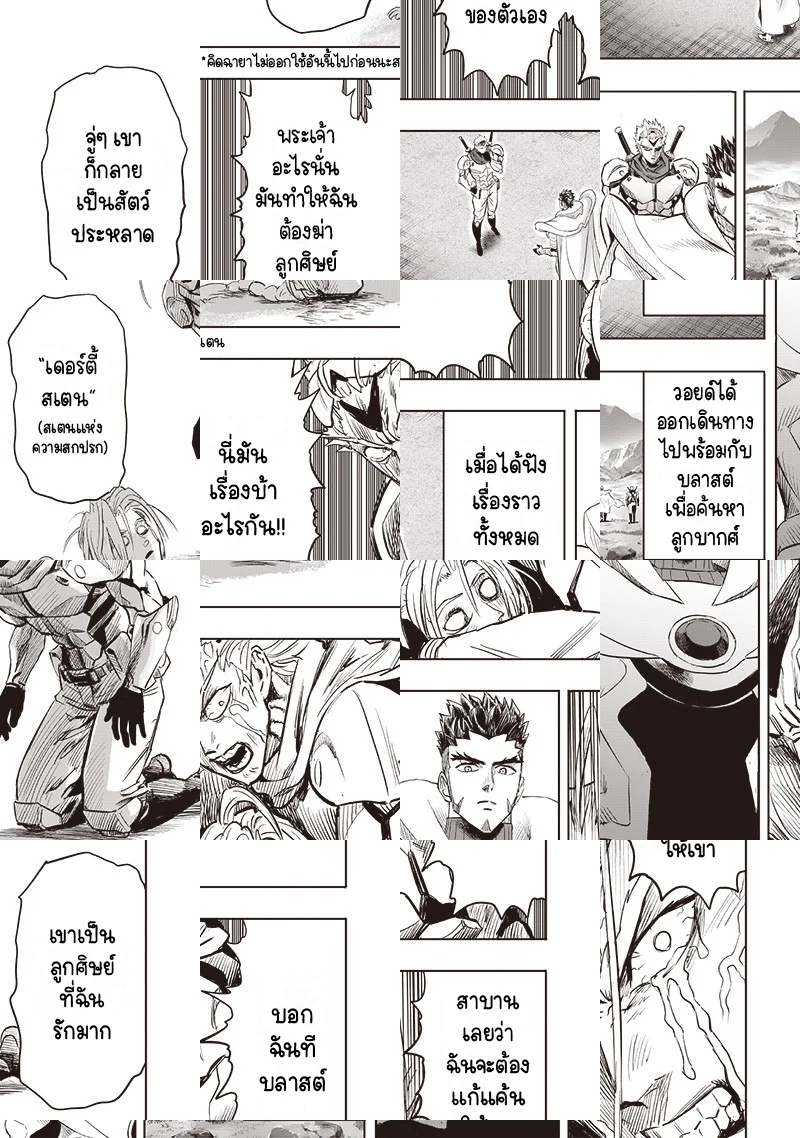 ของตัวเอง
*คิดฉายาไม่ออกใช้อันนี้ไปก่อนนะส
จู่ๆ เขา
ก็กลาย
เป็นสัตว์
ประหลาด
พระเจ้า
อะไรนั่น
มันทำให้ฉัน
ต้องฆ่า
ลูกศิษย์
"เดอร์ตี้
สเตน"
(สเตนแห่ง
ความสกปรก)
เตน
นี่มัน
เรื่องบ้า
อะไรกัน!!
เมื่อได้ฟัง
เรื่องราว
ทั้งหมด
วอยด์ได้
ออกเดินทาง
ไปพร้อมกับ
บลาสต์
เพื่อค้นหา
ลูกบาศก์
ให้เขา
เขาเป็น
ลูกศิษย์
ที่ฉัน
รักมาก
บอก
ฉันที
บลาสต์
สาบาน
เลยว่า
ฉันจะต้อง
แก้แค้น